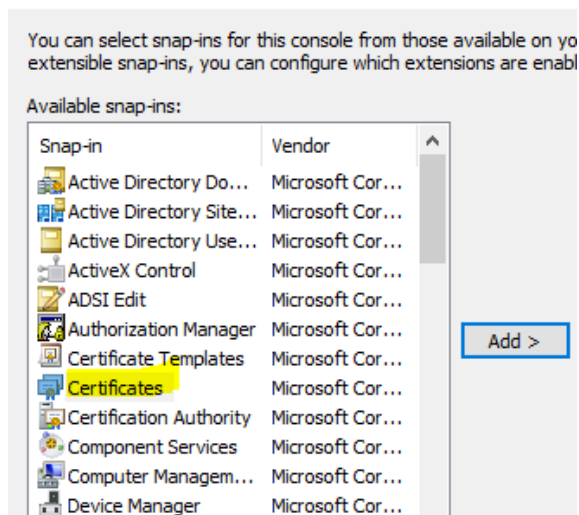 You can select snap-ins for this console from those available on yo
extensible snap-ins, you can configure which extensions are enabl
Available snap-ins:
Snap-in Vendor
Active Directory Do... Microsoft Cor...
Active Directory Site... Microsoft Cor...
Active Directory Use... Microsoft Cor...
ActiveX Control Microsoft Cor...
ADSI Edit Microsoft Cor...
Authorization Manager Microsoft Cor...
Certificate Templates Microsoft Cor...
Certificates Microsoft Cor...
Certification Authority Microsoft Cor...
Component Services Microsoft Cor...
Computer Managem... Microsoft Cor...
Device Manager Microsoft Cor...
Add >